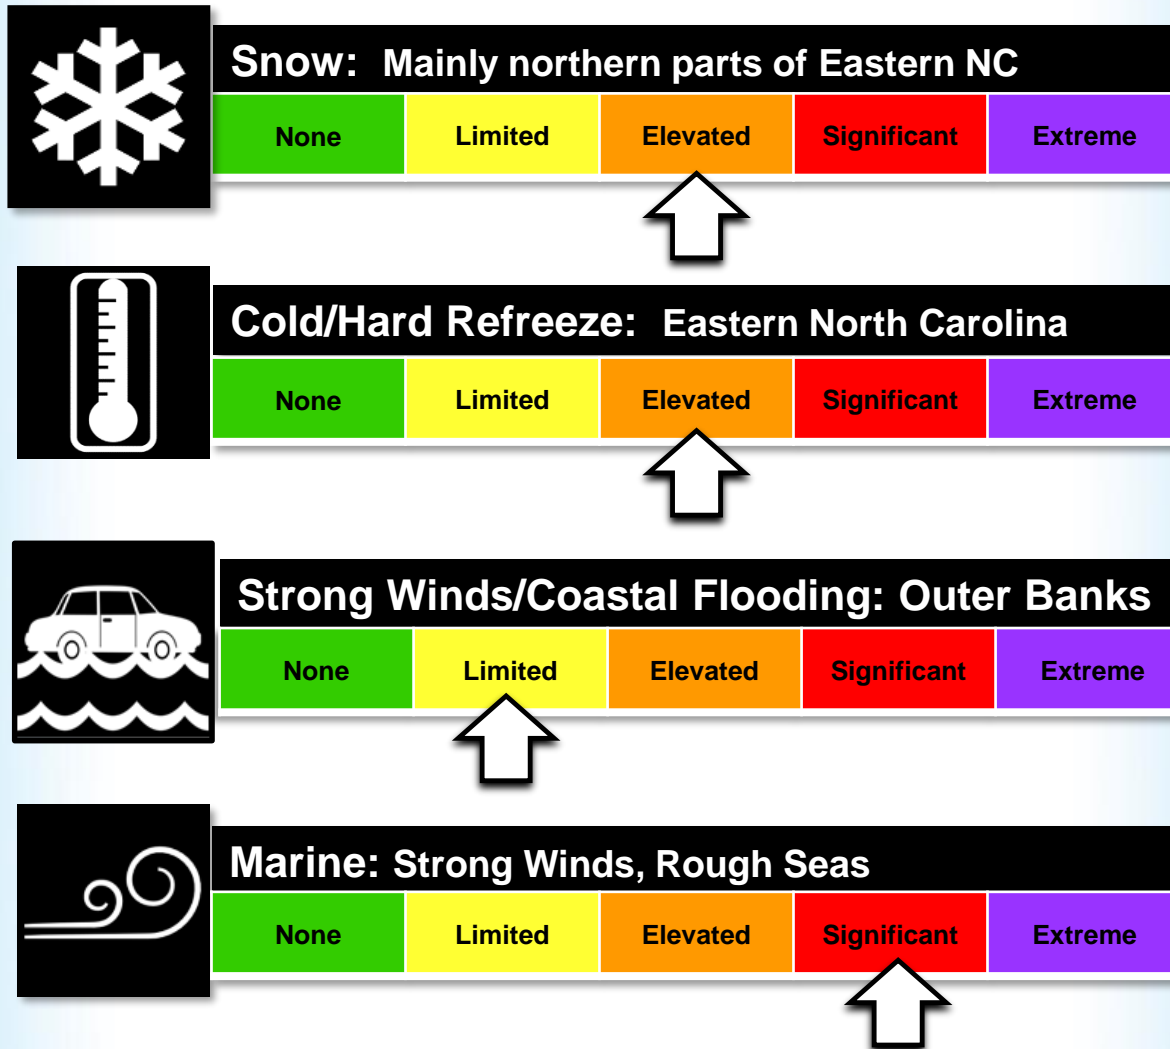 Snow: Mainly northern parts of Eastern NC
None Limited Elevated Significant Extreme
Cold/Hard Refreeze: Eastern North Carolina
None Limited Elevated Significant Extreme
Strong Winds/Coastal Flooding: Outer Banks
None Limited Elevated Significant Extreme
Marine: Strong Winds, Rough Seas
None Limited Elevated Significant Extreme